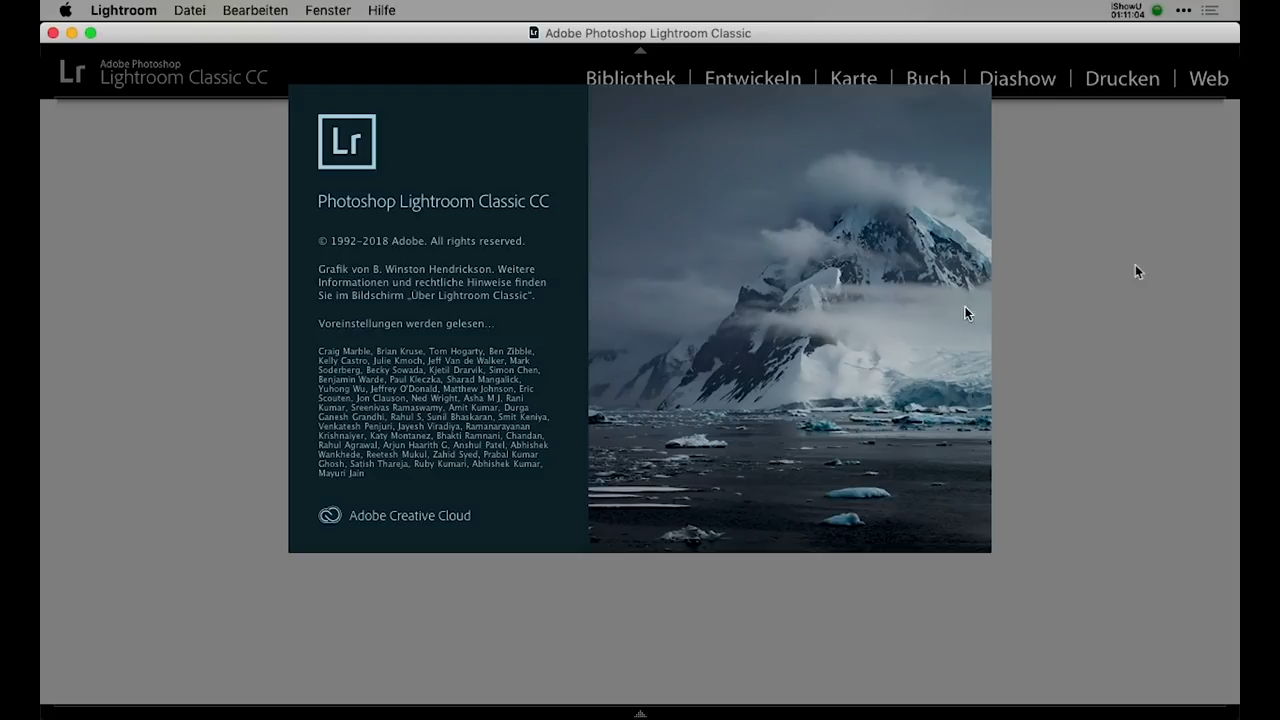 Lightroom Datei Bearbeiten Fenster Hilfe
iShowU
01:11:04
Lr Adobe Photoshop Lightroom Classic
Lr
Adobe Photoshop
Lightroom Classic CC
Bibliothek | Entwickeln | Karte | Buch | Diashow | Drucken | Web
Lr
Photoshop Lightroom Classic CC
© 1992-2018 Adobe. All rights reserved.
Grafik von B. Winston Hendrickson. Weitere
Informationen und rechtliche Hinweise finden
Sie im Bildschirm „Über Lightroom Classic“.
Voreinstellungen werden gelesen...
Craig Marble, Brian Kruse, Tom Hogarty, Ben Zibble,
Kelly Castro, Julie Kmoch, Jeff Van de Walker, Mark
Soderberg, Becky Sowada, Kjetil Drarvik, Simon Chen,
Benjamin Warde, Paul Kleczka, Sharad Mangalick,
Yuhong Wu, Jeffrey O'Donald, Matthew Johnson, Eric
Scouten, Jon Clauson, Ned Wright, Asha M J, Rani
Kumar, Sreenivas Ramaswamy, Amit Kumar, Durga
Ganesh Grandhi, Rahul S, Sunil Bhaskaran, Smit Keniya,
Venkatesh Penjuri, Jayesh Viradiya, Ramanarayanan
Krishnaiyer, Katy Montanez, Bhakti Ramnani, Chandan,
Rahul Agrawal, Arjun Haarith G, Anshul Patel, Abhishek
Wankhede, Reetesh Mukul, Zahid Syed, Prabal Kumar
Ghosh, Satish Thareja, Ruby Kumari, Abhishek Kumar,
Mayuri Jain
Adobe Creative Cloud